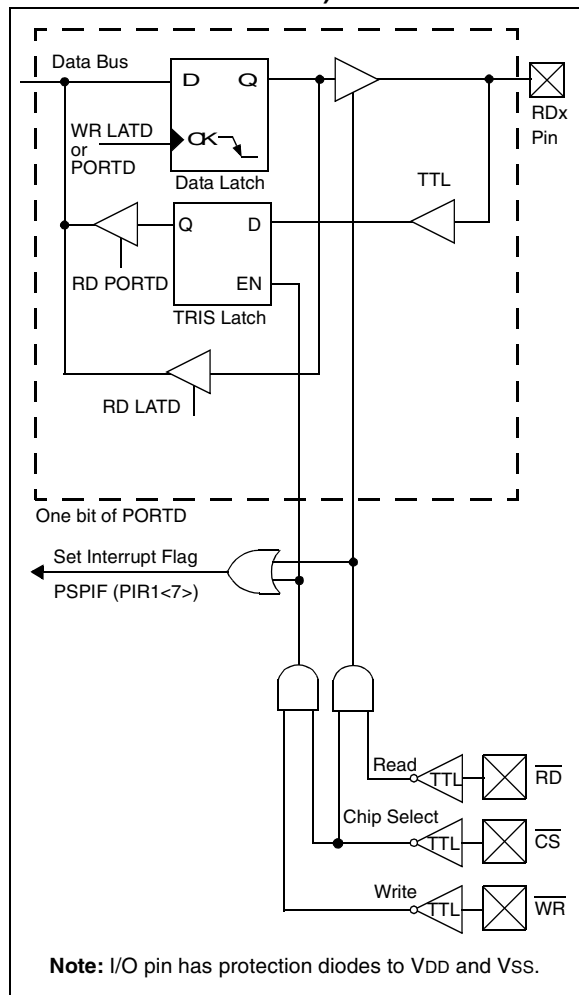 Data Bus
D Q
WR LATD
or
PORTD
CK
Data Latch
RDx
Pin
TTL
Q D
EN
RD PORTD
TRIS Latch
RD LATD
One bit of PORTD
Set Interrupt Flag
PSPIF (PIR1<7>)
Read
TTL
RD
Chip Select
TTL
CS
Write
TTL
WR
Note: I/O pin has protection diodes to VDD and VSS.